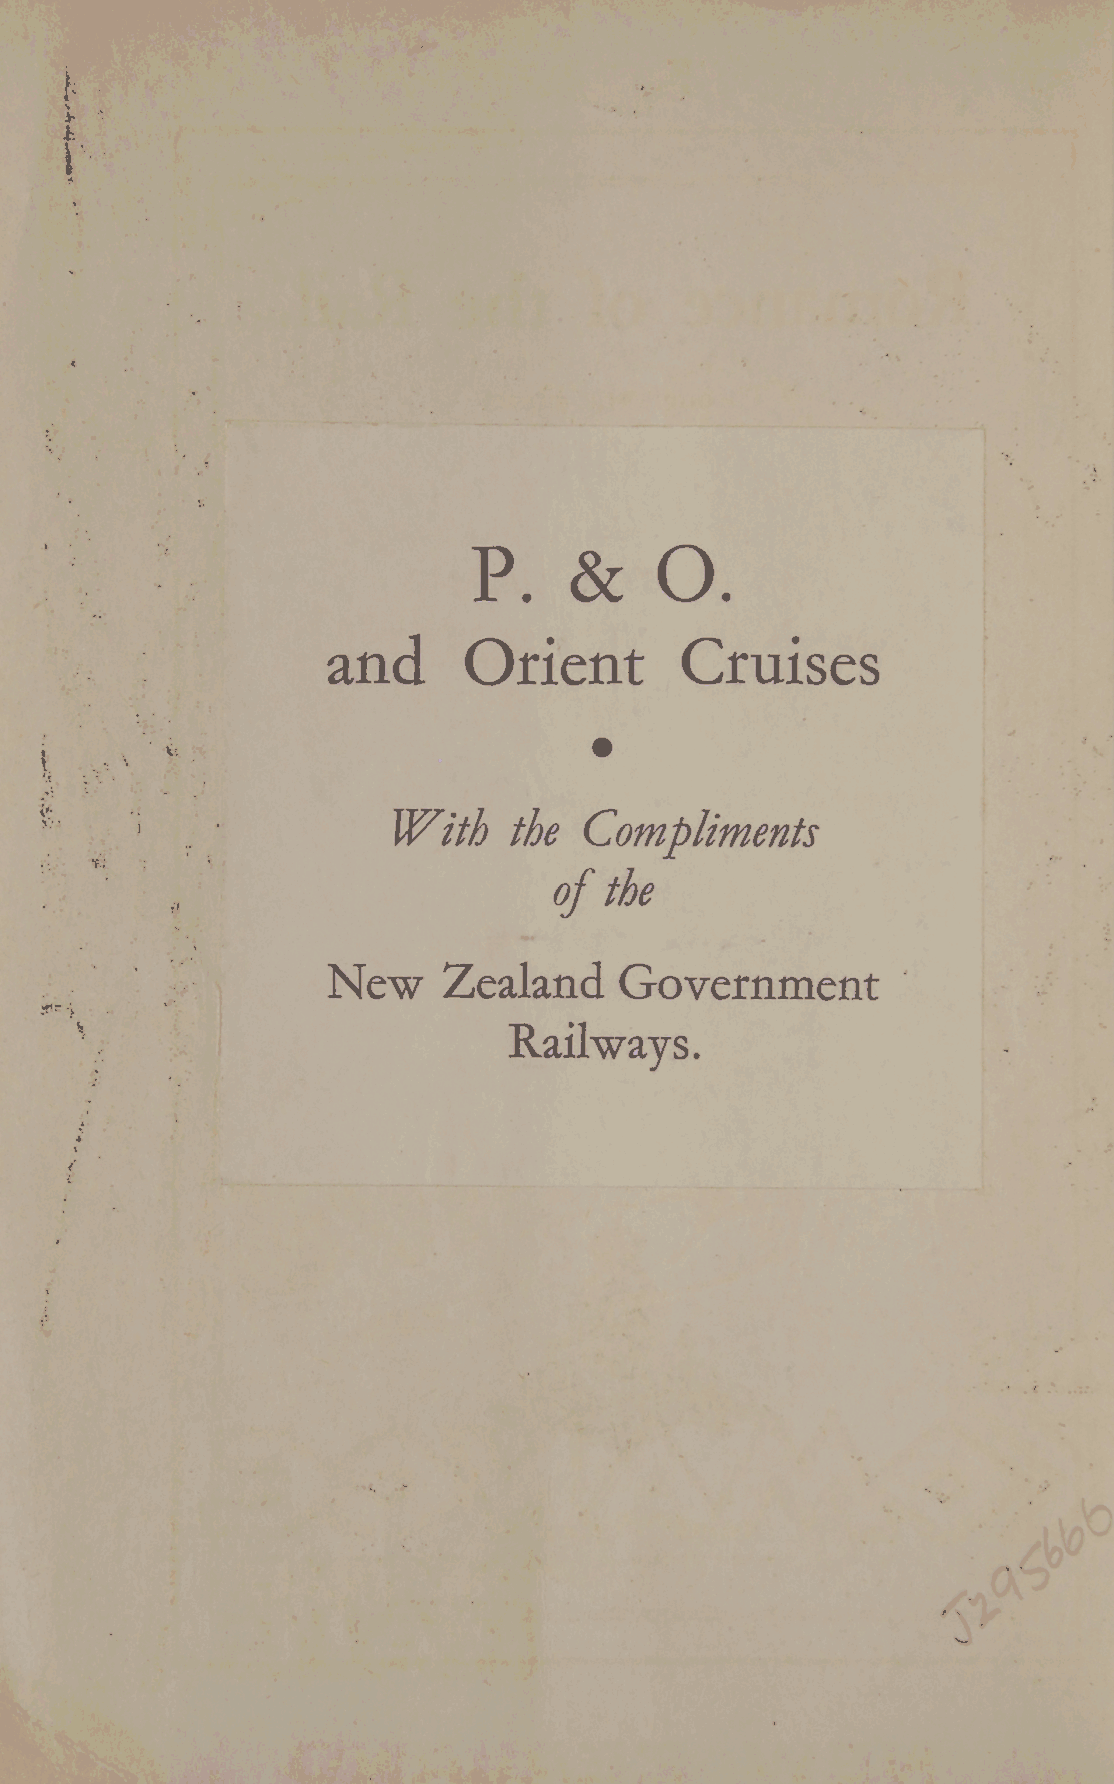 P. & O.
and Orient Cruises
●
With the Compliments
of the
New Zealand Government
Railways.
J295666